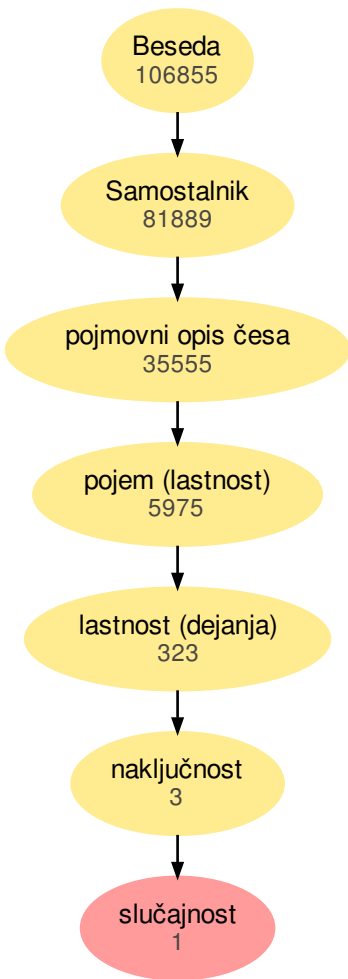 Beseda
106855
Samostalnik
81889
pojmovni opis česa
35555
pojem (lastnost)
5975
lastnost (dejanja)
323
naključnost
3
slučajnost
1